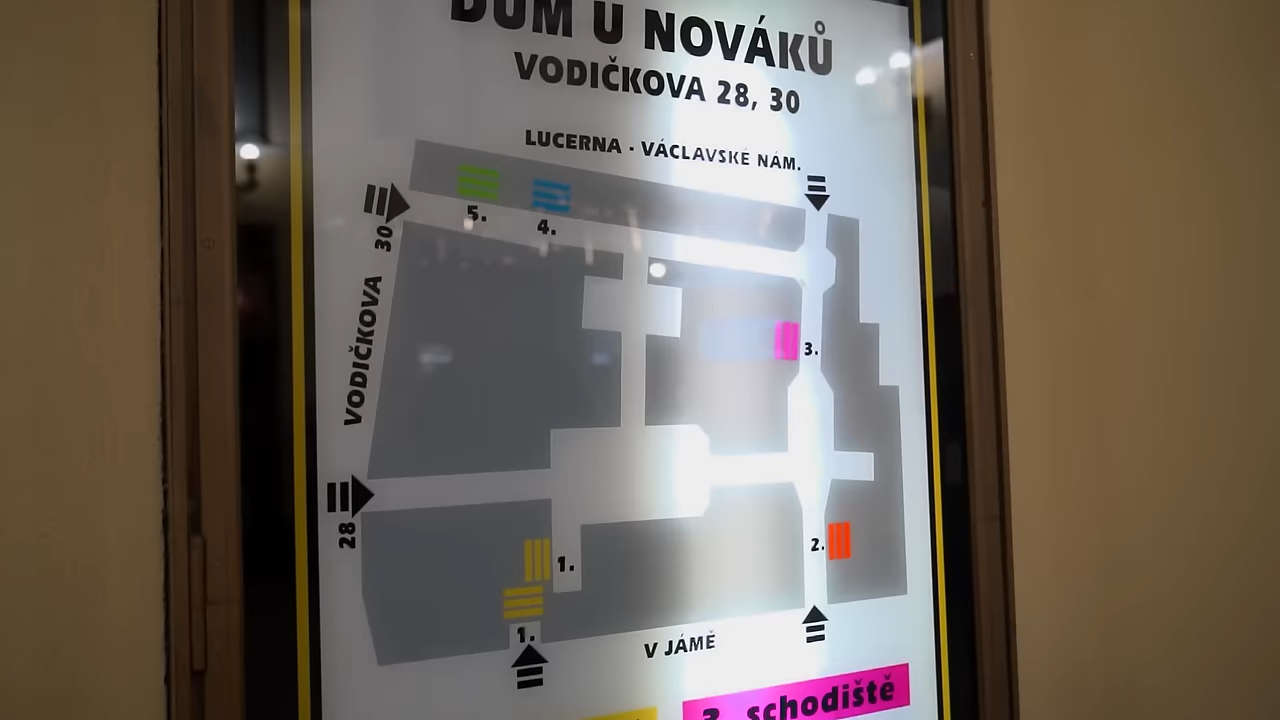 DŮM U NOVÁKŮ
VODIČKOVA 28, 30
LUCERNA - VÁCLAVSKÉ NÁM.
5.
4.
30
VODIČKOVA
3.
28
2.
1.
1.
V JÁMĚ
3. schodiště